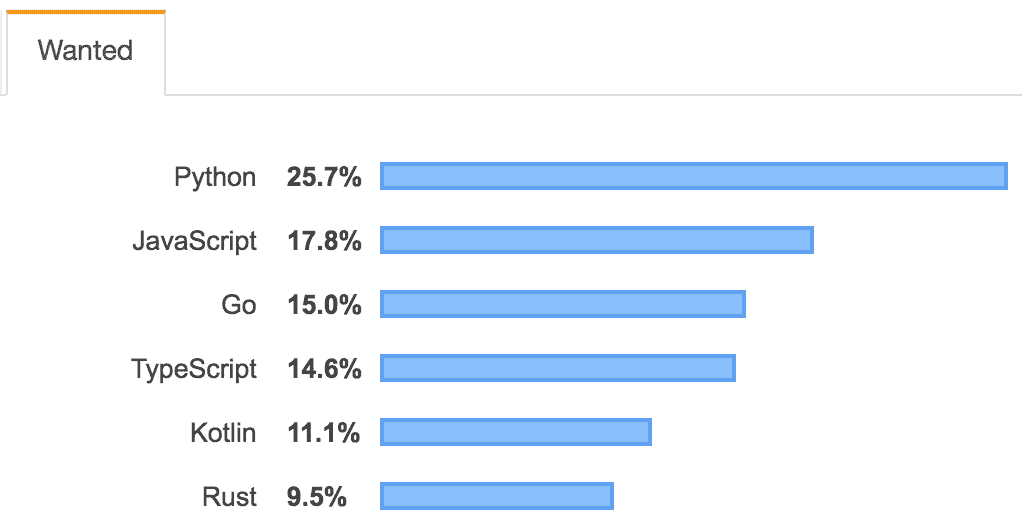 Wanted
Python 25.7%
JavaScript 17.8%
Go 15.0%
TypeScript 14.6%
Kotlin 11.1%
Rust 9.5%